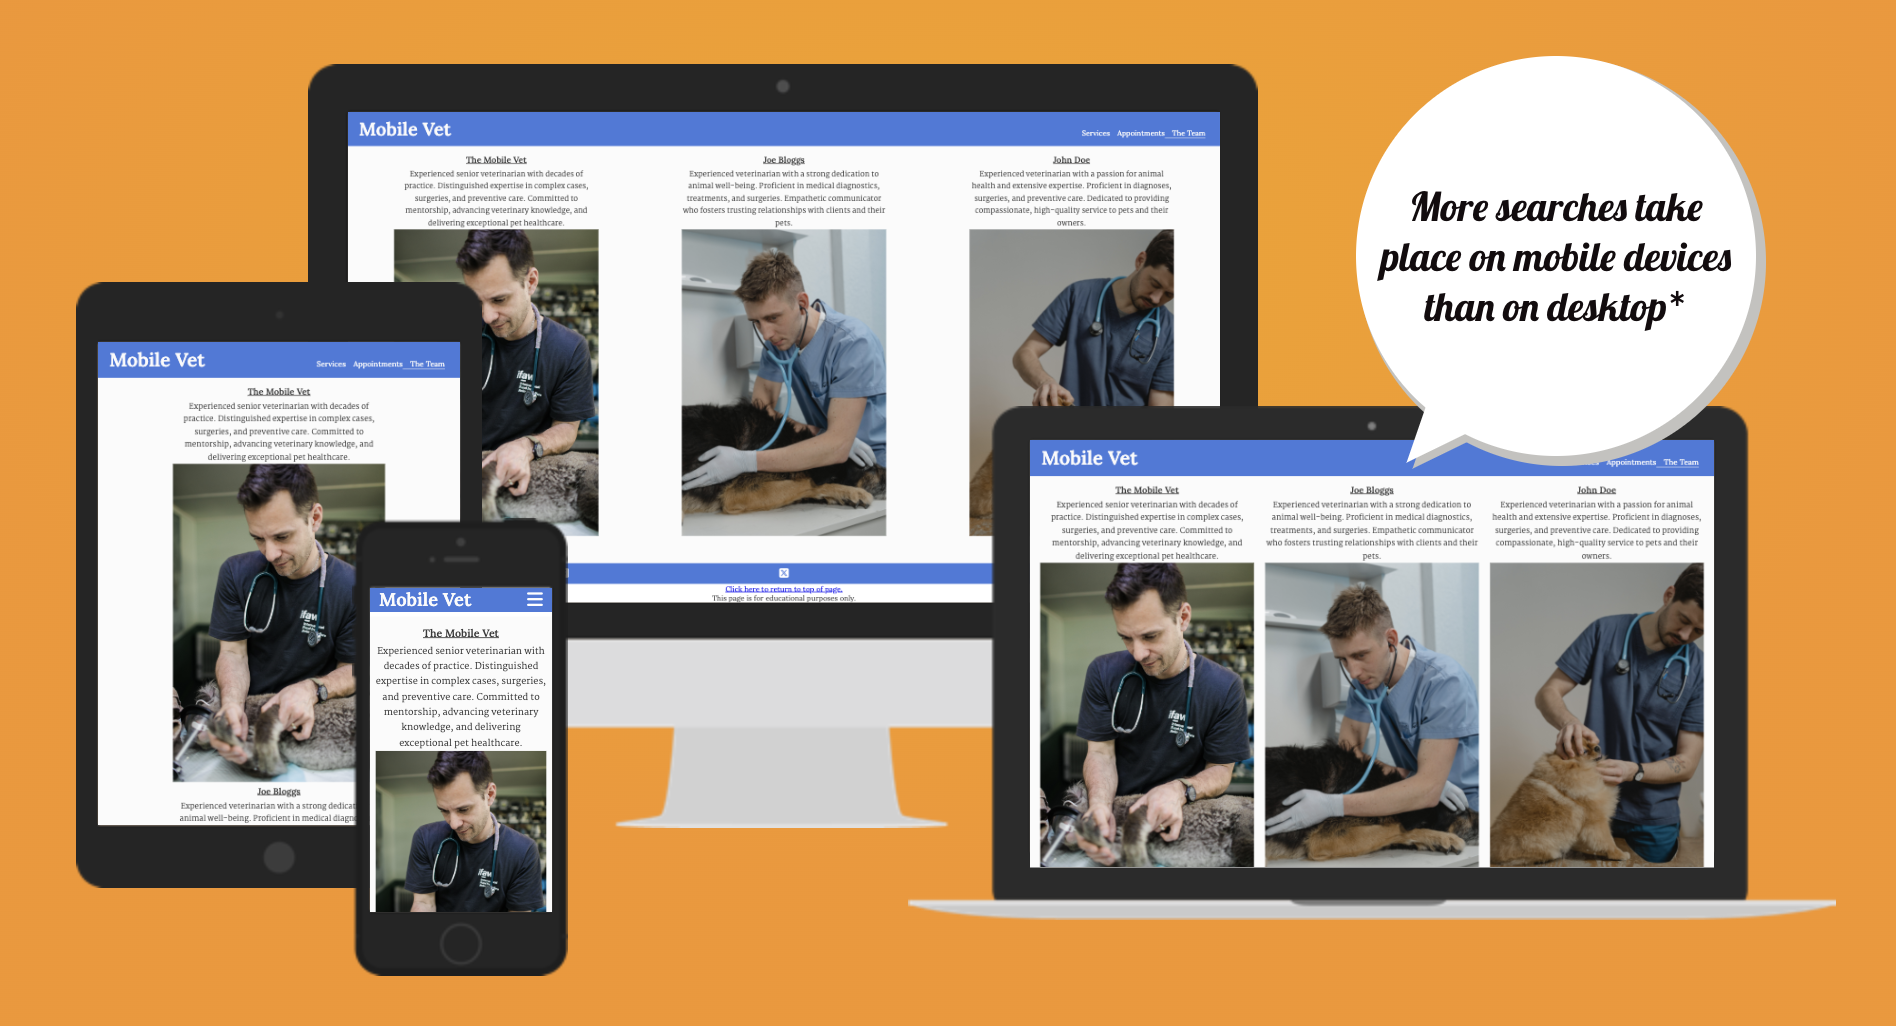 Mobile Vet
Services Appointments The Team
The Mobile Vet
Experienced senior veterinarian with decades of
practice. Distinguished expertise in complex cases,
surgeries, and preventive care. Committed to
mentorship, advancing veterinary knowledge, and
delivering exceptional pet healthcare.
Joe Bloggs
Experienced veterinarian with a strong dedication to
animal well-being. Proficient in medical diagnostics,
treatments, and surgeries. Empathetic communicator
who fosters trusting relationships with clients and their
pets.
John Doe
Experienced veterinarian with a passion for animal
health and extensive expertise. Proficient in diagnoses,
surgeries, and preventive care. Dedicated to providing
compassionate, high-quality service to pets and their
owners.
ifaw
Click here to return to top of page.
This page is for educational purposes only.
More searches take
place on mobile devices
than on desktop*
Mobile Vet
Services Appointments The Team
The Mobile Vet
Experienced senior veterinarian with decades of
practice. Distinguished expertise in complex cases,
surgeries, and preventive care. Committed to
mentorship, advancing veterinary knowledge, and
delivering exceptional pet healthcare.
ifaw
Joe Bloggs
Experienced veterinarian with a strong
animal well-being. Proficient in medical
Mobile Vet
The Mobile Vet
Experienced senior veterinarian with
decades of practice. Distinguished
expertise in complex cases, surgeries,
and preventive care. Committed to
mentorship, advancing veterinary
knowledge, and delivering
exceptional pet healthcare.
ifaw
Mobile Vet
Appointments The Team
The Mobile Vet
Experienced senior veterinarian with decades of
practice. Distinguished expertise in complex cases,
surgeries, and preventive care. Committed to
mentorship, advancing veterinary knowledge, and
delivering exceptional pet healthcare.
Joe Bloggs
Experienced veterinarian with a strong dedication to
animal well-being. Proficient in medical diagnostics,
treatments, and surgeries. Empathetic communicator
who fosters trusting relationships with clients and their
pets.
John Doe
Experienced veterinarian with a passion for animal
health and extensive expertise. Proficient in diagnoses,
surgeries, and preventive care. Dedicated to providing
compassionate, high-quality service to pets and their
owners.
ifaw